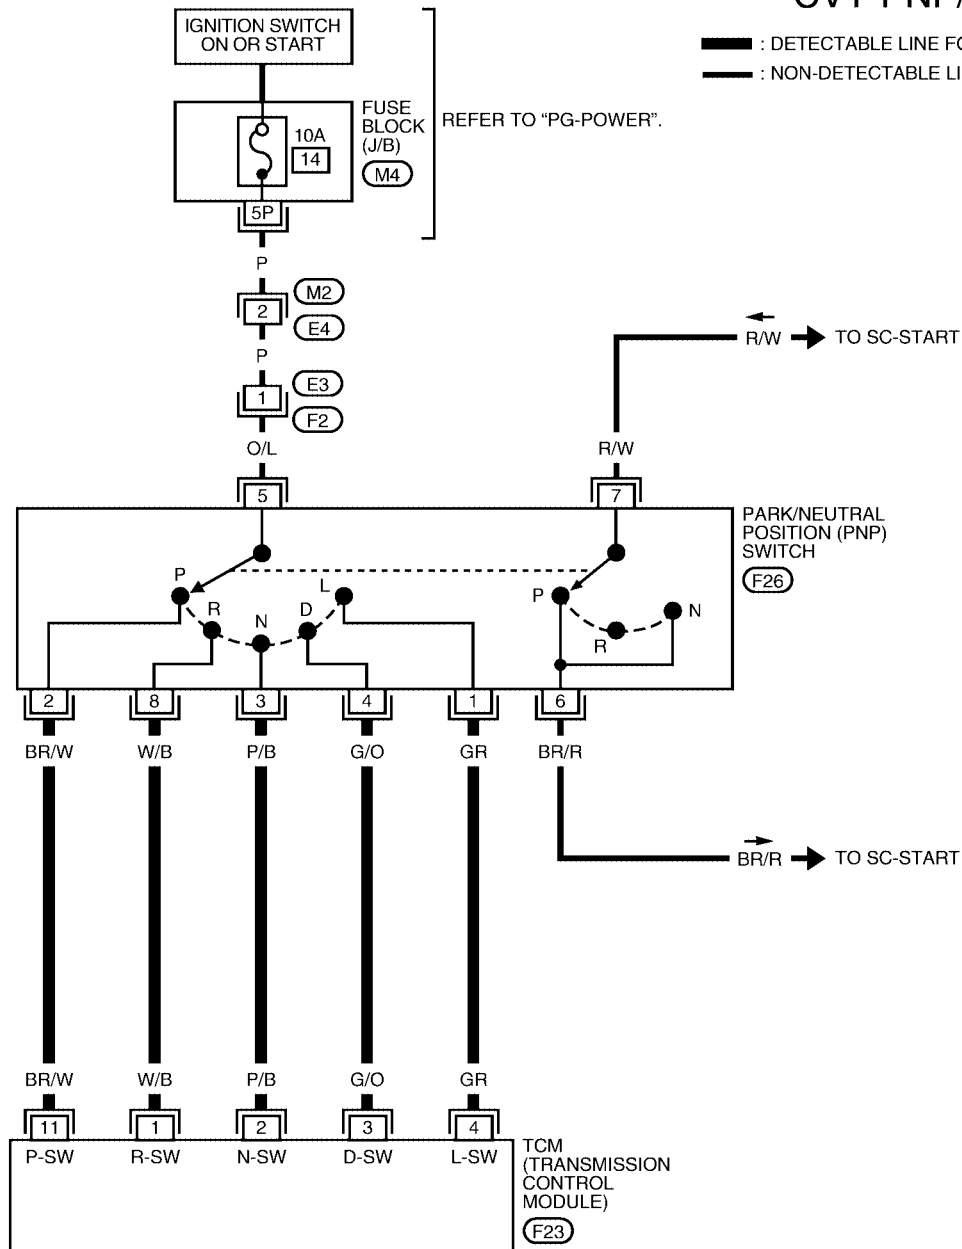 CVT-PNP/
IGNITION SWITCH
ON OR START
: DETECTABLE LINE FO
: NON-DETECTABLE LI
FUSE
BLOCK
(J/B)
M4
10A
14
REFER TO “PG-POWER”.
5P
P
M2
2
E4
P
E3
1
F2
O/L
R/W
TO SC-START
R/W
5
7
PARK/NEUTRAL
POSITION (PNP)
SWITCH
F26
P
R
N
D
L
P
R
N
2
8
3
4
1
6
BR/W
W/B
P/B
G/O
GR
BR/R
BR/R
TO SC-START
BR/W
W/B
P/B
G/O
GR
11
1
2
3
4
P-SW
R-SW
N-SW
D-SW
L-SW
TCM
(TRANSMISSION
CONTROL
MODULE)
F23